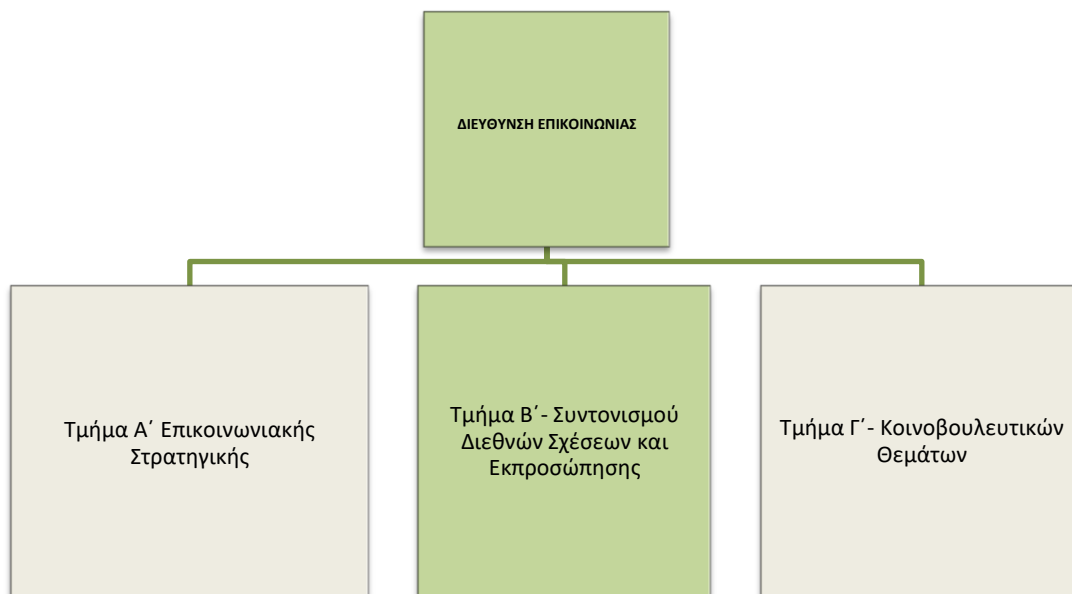 ΔΙΕΥΘΥΝΣΗ ΕΠΙΚΟΙΝΩΝΙΑΣ
Τμήμα Α΄ Επικοινωνιακής
Στρατηγικής
Τμήμα Β΄- Συντονισμού
Διεθνών Σχέσεων και
Εκπροσώπησης
Τμήμα Γ΄- Κοινοβουλευτικών
Θεμάτων